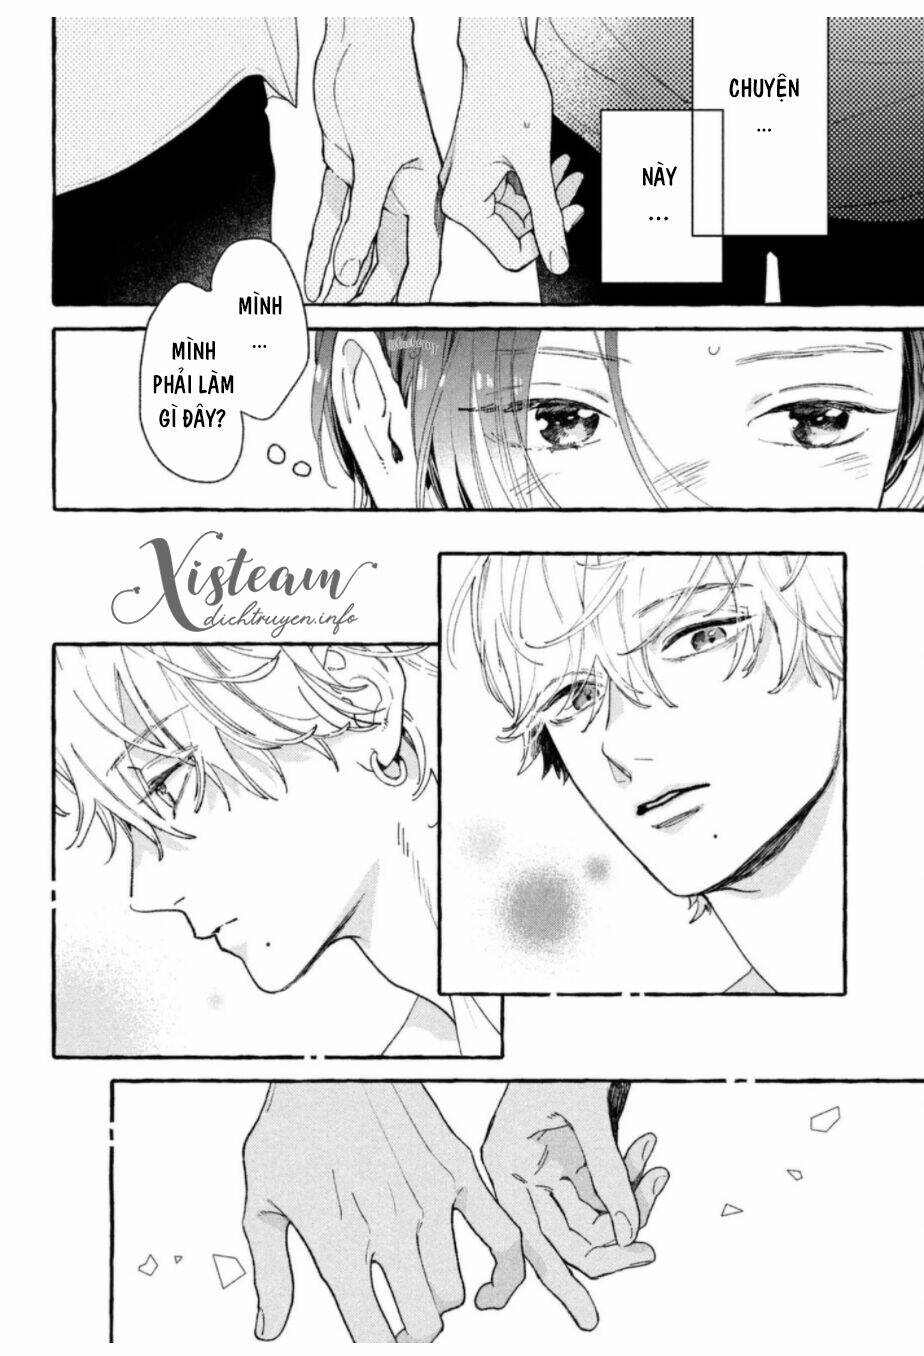 CHUYỆN
...
NÀY
...
MÌNH
...
MÌNH
PHẢI LÀM
GÌ ĐÂY?
Xisteam
dichtruyen.info